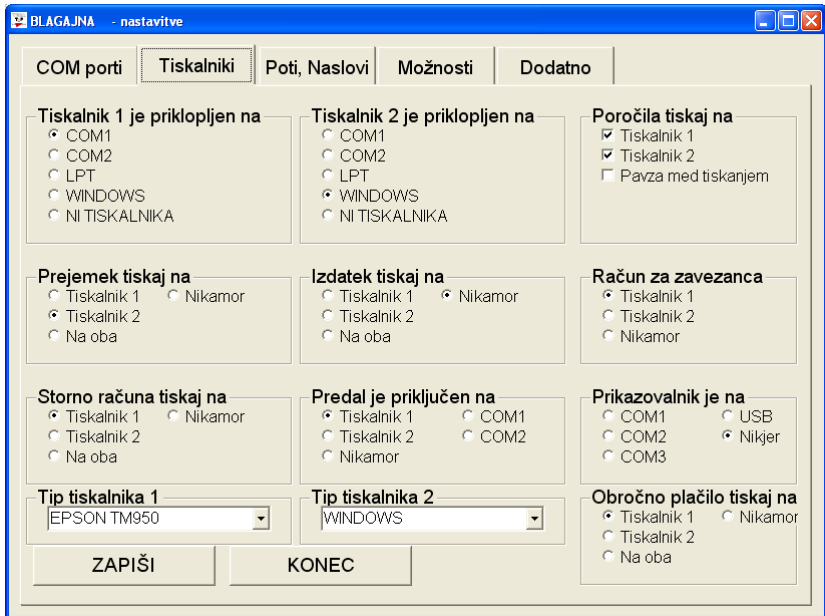 BLAGAJNA - nastavitve
COM porti Tiskalniki Poti, Naslovi Možnosti Dodatno
Tiskalnik 1 je priklopljen na
COM1
COM2
LPT
WINDOWS
NI TISKALNIKA
Tiskalnik 2 je priklopljen na
COM1
COM2
LPT
WINDOWS
NI TISKALNIKA
Poročila tiskaj na
Tiskalnik 1
Tiskalnik 2
Pavza med tiskanjem
Prejemek tiskaj na
Tiskalnik 1 Nikamor
Tiskalnik 2
Na oba
Izdatek tiskaj na
Tiskalnik 1 Nikamor
Tiskalnik 2
Na oba
Račun za zavezanca
Tiskalnik 1
Tiskalnik 2
Nikamor
Storno računa tiskaj na
Tiskalnik 1 Nikamor
Tiskalnik 2
Na oba
Predal je priključen na
Tiskalnik 1 COM1
Tiskalnik 2 COM2
Nikamor
Prikazovalnik je na
COM1 USB
COM2 Nikjer
COM3
Tip tiskalnika 1
EPSON TM950
Tip tiskalnika 2
WINDOWS
Obročno plačilo tiskaj na
Tiskalnik 1 Nikamor
Tiskalnik 2
Na oba
ZAPIŠI KONEC